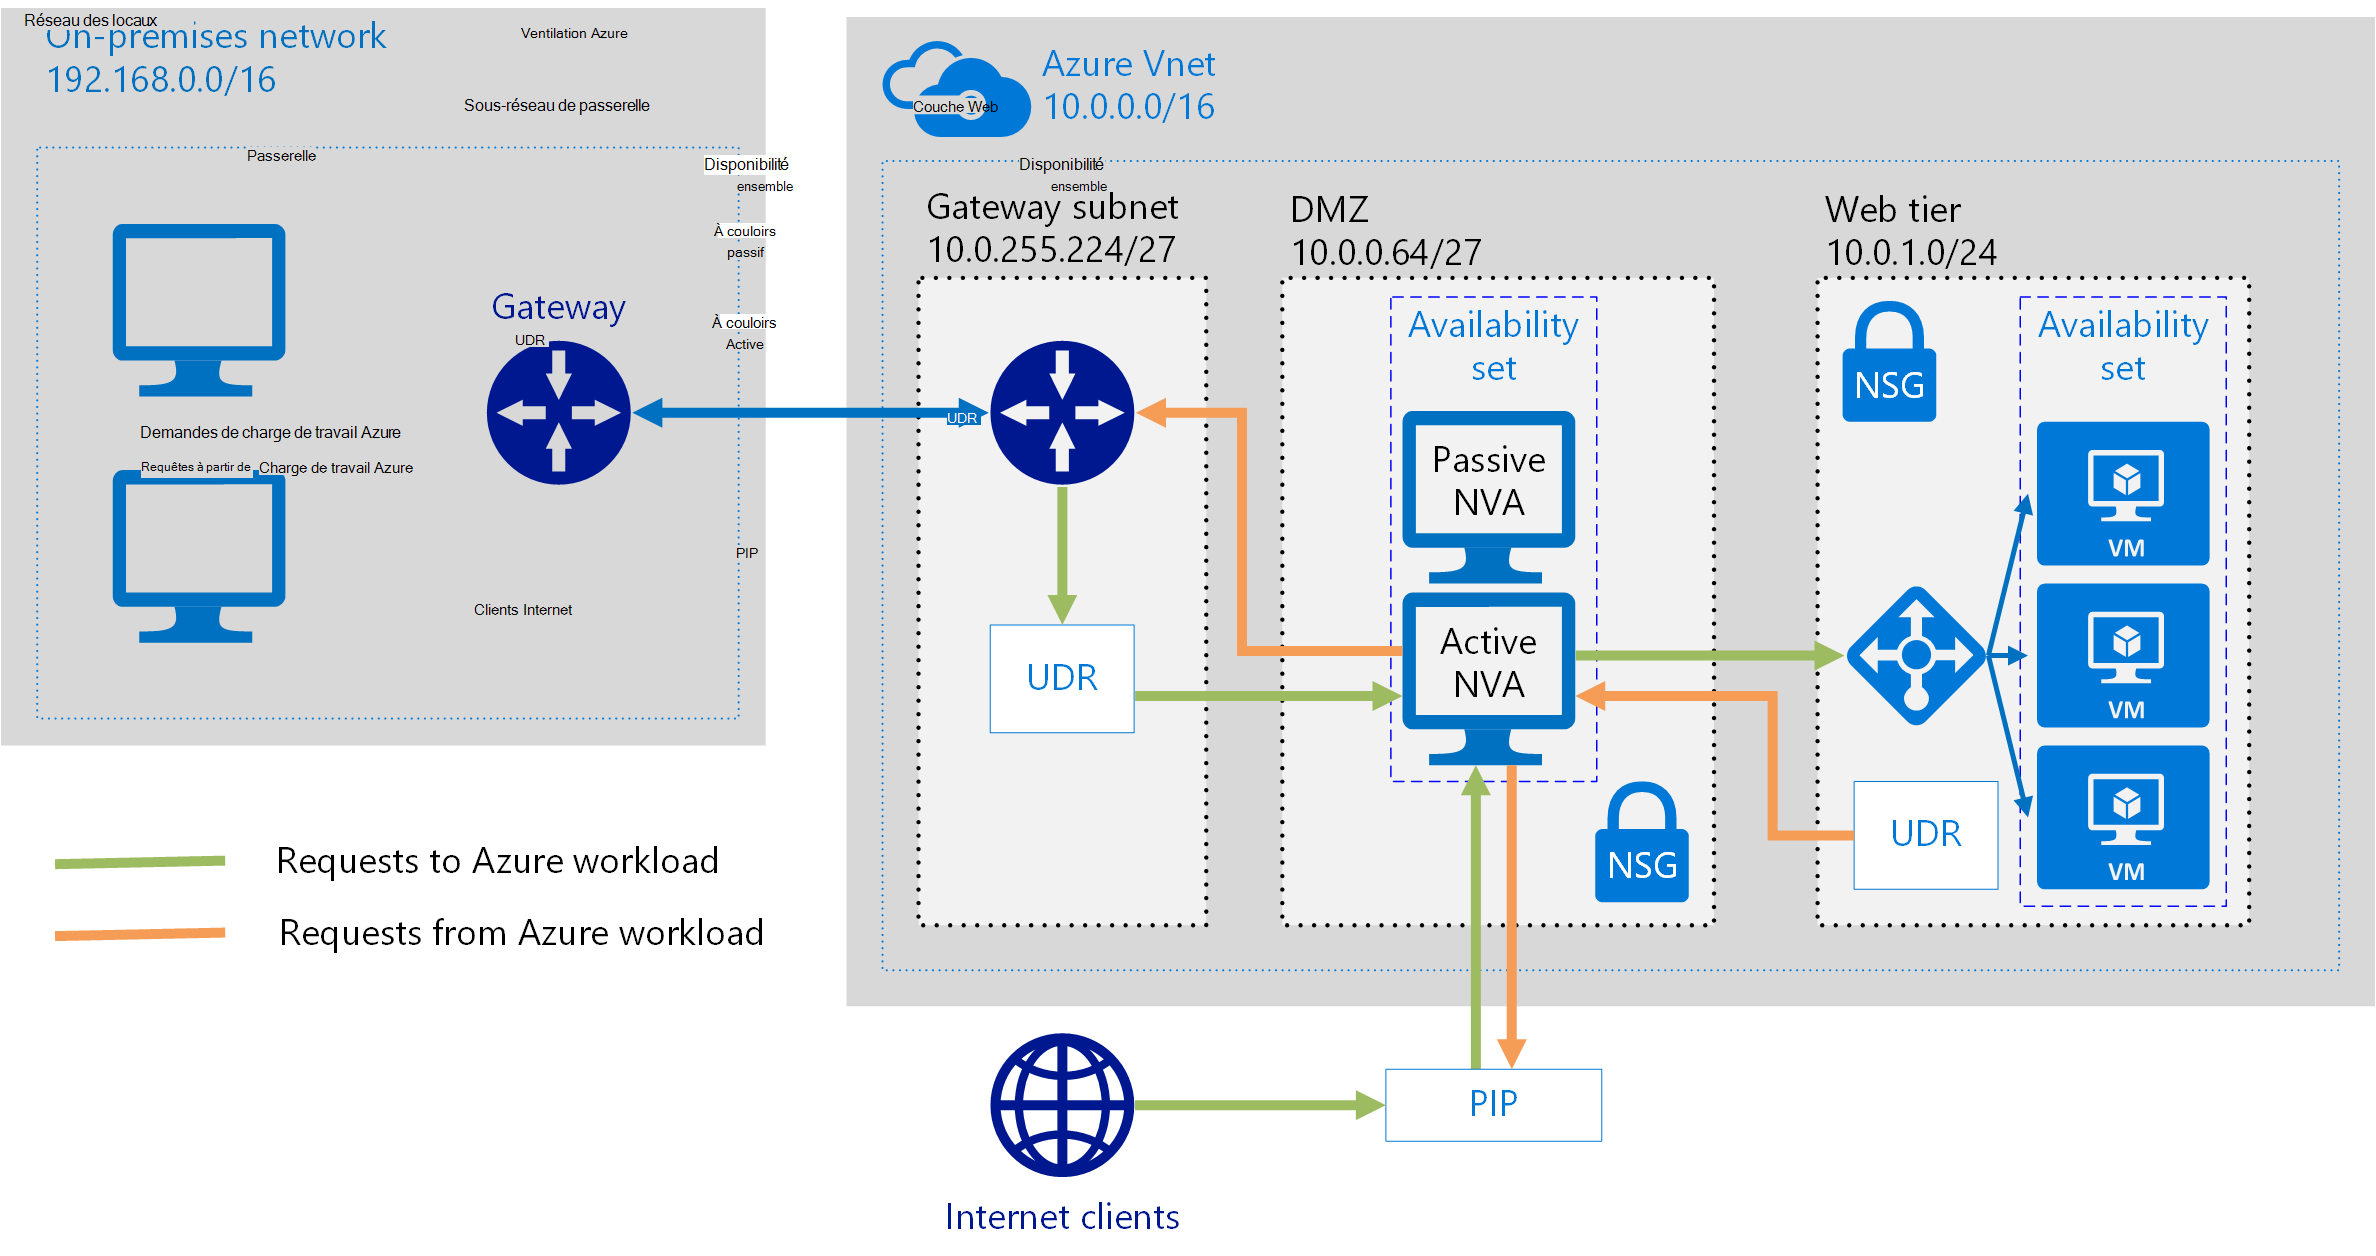 Réseau des locaux
On-premises network
192.168.0.0/16
Ventilation Azure
Sous-réseau de passerelle
Passerelle
Disponibilité
ensemble
À couloirs
passif
À couloirs
Active
Gateway
UDR
Demandes de charge de travail Azure
Requêtes à partir de Charge de travail Azure
PIP
Clients Internet
Azure Vnet
10.0.0.0/16
Couche Web
Disponibilité
ensemble
Gateway subnet
10.0.255.224/27
UDR
UDR
DMZ
10.0.0.64/27
Availability
set
Passive
NVA
Active
NVA
NSG
Web tier
10.0.1.0/24
NSG
Availability
set
VM
VM
VM
UDR
Requests to Azure workload
Requests from Azure workload
PIP
Internet clients